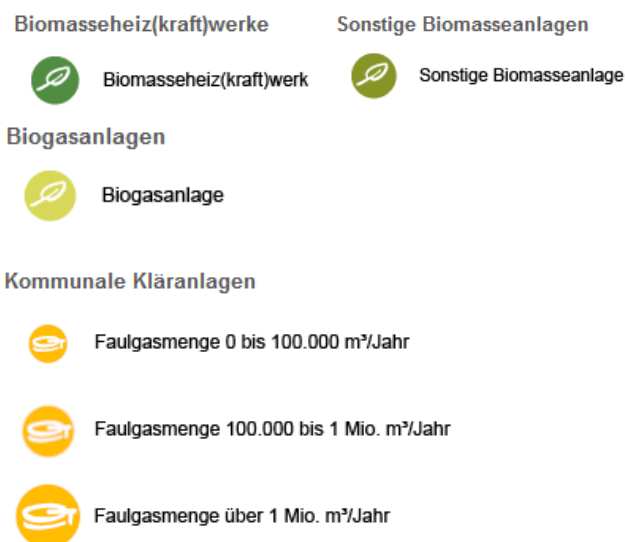 Biomasseheiz(kraft)werke
Sonstige Biomasseanlagen
Biomasseheiz(kraft)werk
Sonstige Biomasseanlage
Biogasanlagen
Biogasanlage
Kommunale Kläranlagen
Faulgasmenge 0 bis 100.000 m³/Jahr
Faulgasmenge 100.000 bis 1 Mio. m³/Jahr
Faulgasmenge über 1 Mio. m³/Jahr